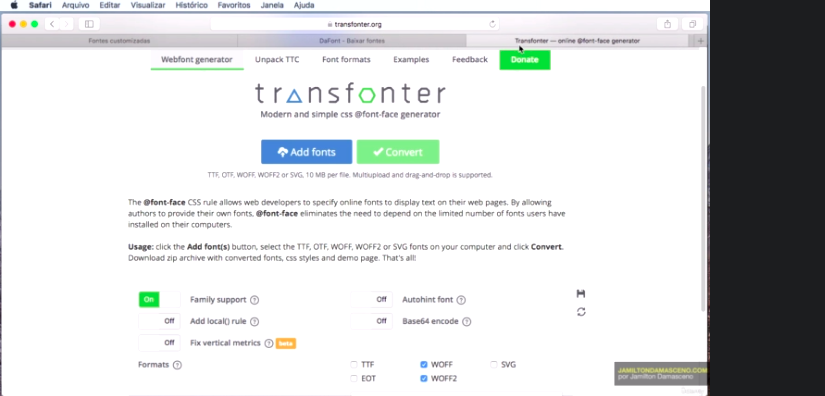 Safari Arquivo Editar Visualizar Histórico Favoritos Janela Ajuda
transfonter.org
Fontes customizadas DaFont - Baixar fontes Transfonter — online @font-face generator
Webfont generator Unpack TTC Font formats Examples Feedback Donate
transfonter
Modern and simple css @font-face generator
Add fonts Convert
TTF, OTF, WOFF, WOFF2 or SVG, 10 MB per file. Multiupload and drag-and-drop is supported.
The @font-face CSS rule allows web developers to specify online fonts to display text on their web pages. By allowing
authors to provide their own fonts, @font-face eliminates the need to depend on the limited number of fonts users have
installed on their computers.
Usage: click the Add font(s) button, select the TTF, OTF, WOFF, WOFF2 or SVG fonts on your computer and click Convert.
Download zip archive with converted fonts, css styles and demo page. That's all!
On Family support ? Off Autohint font ?
Off Add local() rule ? Off Base64 encode ?
Off Fix vertical metrics ? beta
Formats ? TTF WOFF SVG
EOT WOFF2
JAMILTONDAMASCENO.COM
por Jamilton Damasceno